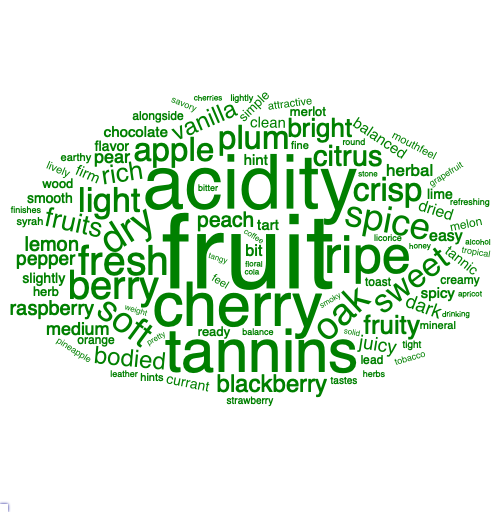 cherries
lightly
savory
simple
attractive
alongside
vanilla
merlot
clean
bright
balanced
chocolate
plum
fine
round
mouthfeel
flavor
apple
hint
citrus
earthy
pear
acidity
stone
herbal
grapefruit
lively
firm
rich
bitter
crisp
wood
light
lime
refreshing
smooth
finishes
fruits
peach
tart
spice
dried
syrah
dry
fruit
licorice
easy
melon
lemon
coffee
bit
ripe
honey
tannic
alcohol
pepper
fresh
tangy
floral
cola
sweet
tropical
slightly
berry
feel
toast
creamy
herb
cherry
smoky
oak
spicy
apricot
raspberry
soft
weight
dark
drinking
medium
pretty
ready
balance
solid
fruity
mineral
orange
tannins
juicy
tight
pineapple
bodied
lead
tobacco
leather
hints
currant
blackberry
tastes
herbs
strawberry